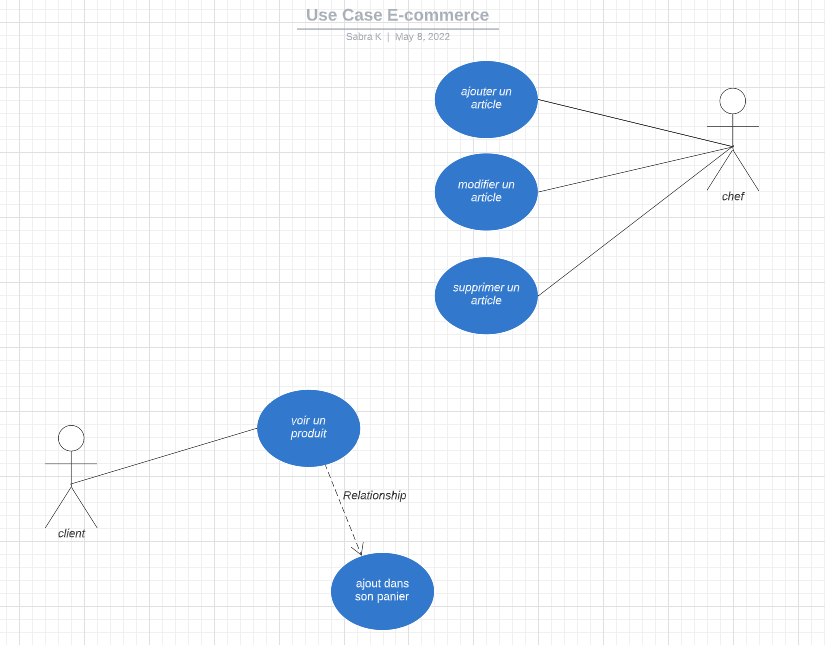 Use Case E-commerce
Sabra K | May 8, 2022
ajouter un
article
modifier un
article
chef
supprimer un
article
voir un
produit
Relationship
client
ajout dans
son panier